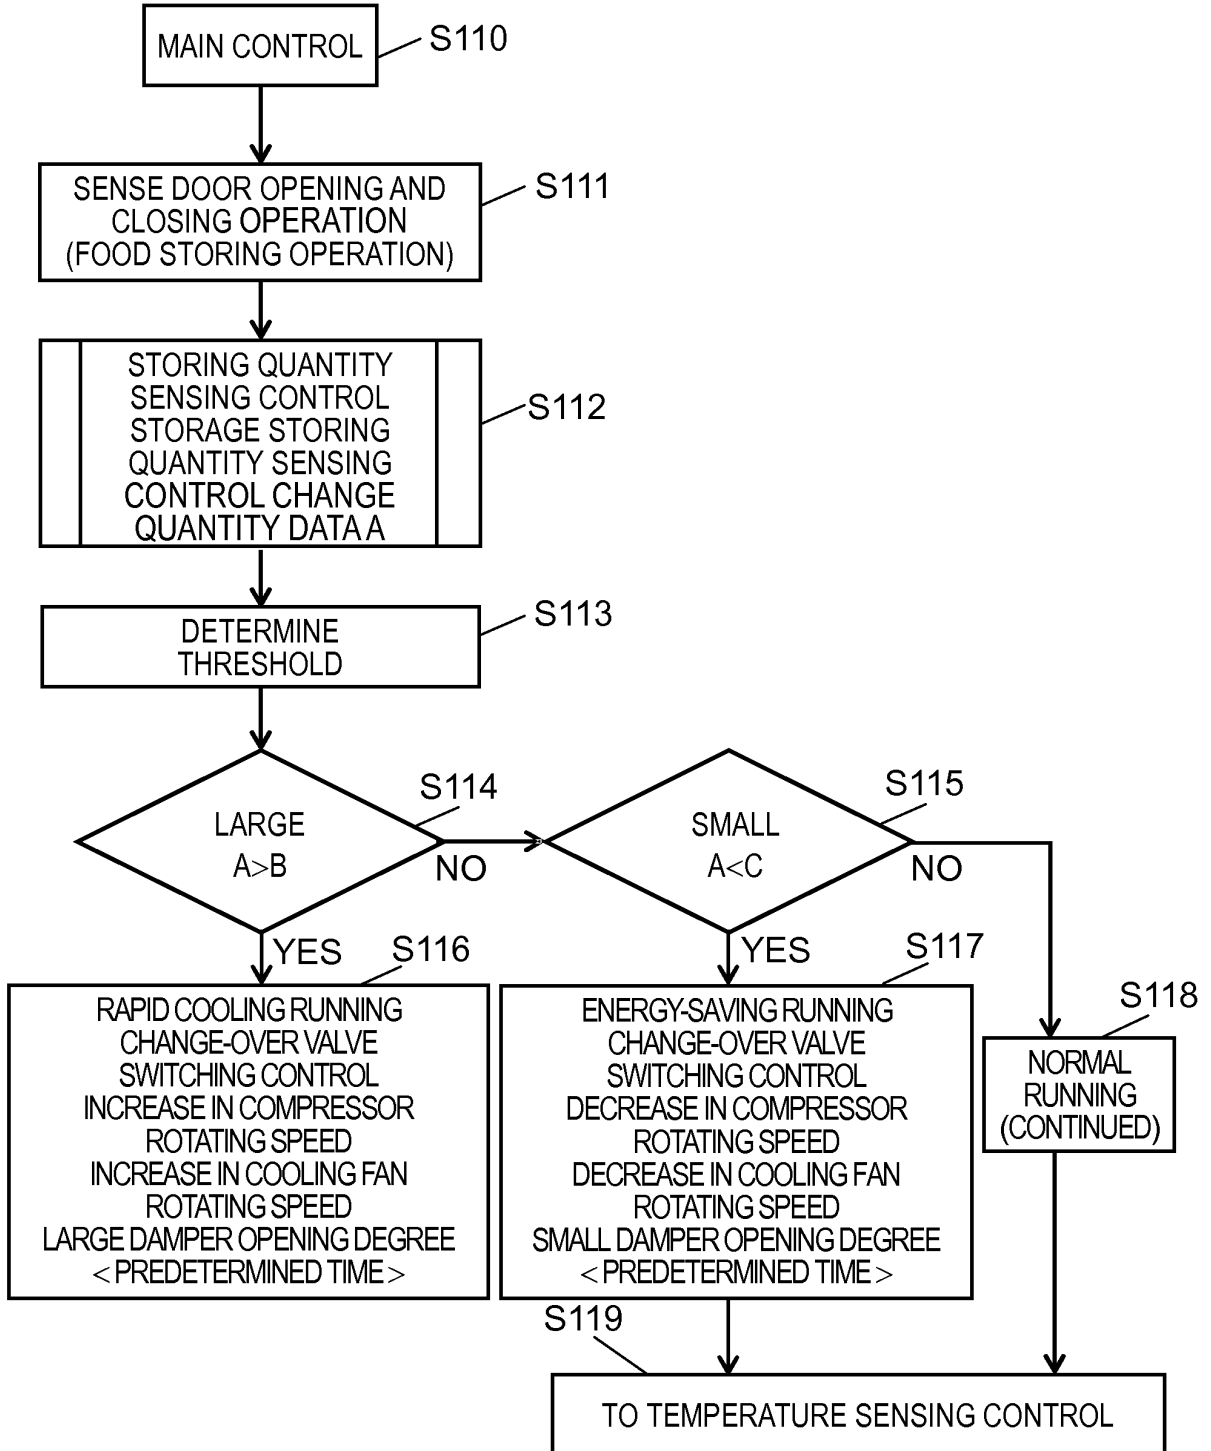 MAIN CONTROL
S110
SENSE DOOR OPENING AND
CLOSING OPERATION
(FOOD STORING OPERATION)
S111
STORING QUANTITY
SENSING CONTROL
STORAGE STORING
QUANTITY SENSING
CONTROL CHANGE
QUANTITY DATA A
S112
DETERMINE
THRESHOLD
S113
LARGE
A>B
S114
NO
YES
SMALL
A<C
S115
NO
YES
S116
RAPID COOLING RUNNING
CHANGE-OVER VALVE
SWITCHING CONTROL
INCREASE IN COMPRESSOR
ROTATING SPEED
INCREASE IN COOLING FAN
ROTATING SPEED
LARGE DAMPER OPENING DEGREE
< PREDETERMINED TIME >
S117
ENERGY-SAVING RUNNING
CHANGE-OVER VALVE
SWITCHING CONTROL
DECREASE IN COMPRESSOR
ROTATING SPEED
DECREASE IN COOLING FAN
ROTATING SPEED
SMALL DAMPER OPENING DEGREE
< PREDETERMINED TIME >
S118
NORMAL
RUNNING
(CONTINUED)
S119
TO TEMPERATURE SENSING CONTROL